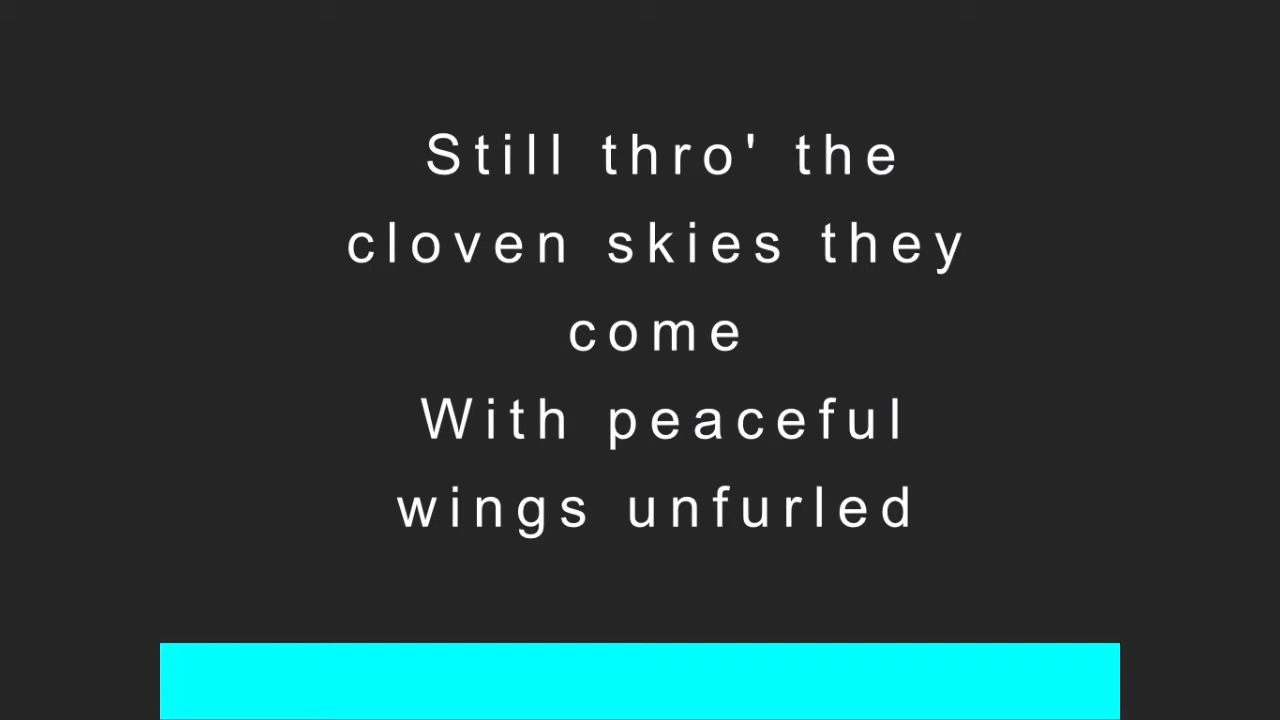 Still thro' the
cloven skies they
come
With peaceful
wings unfurled